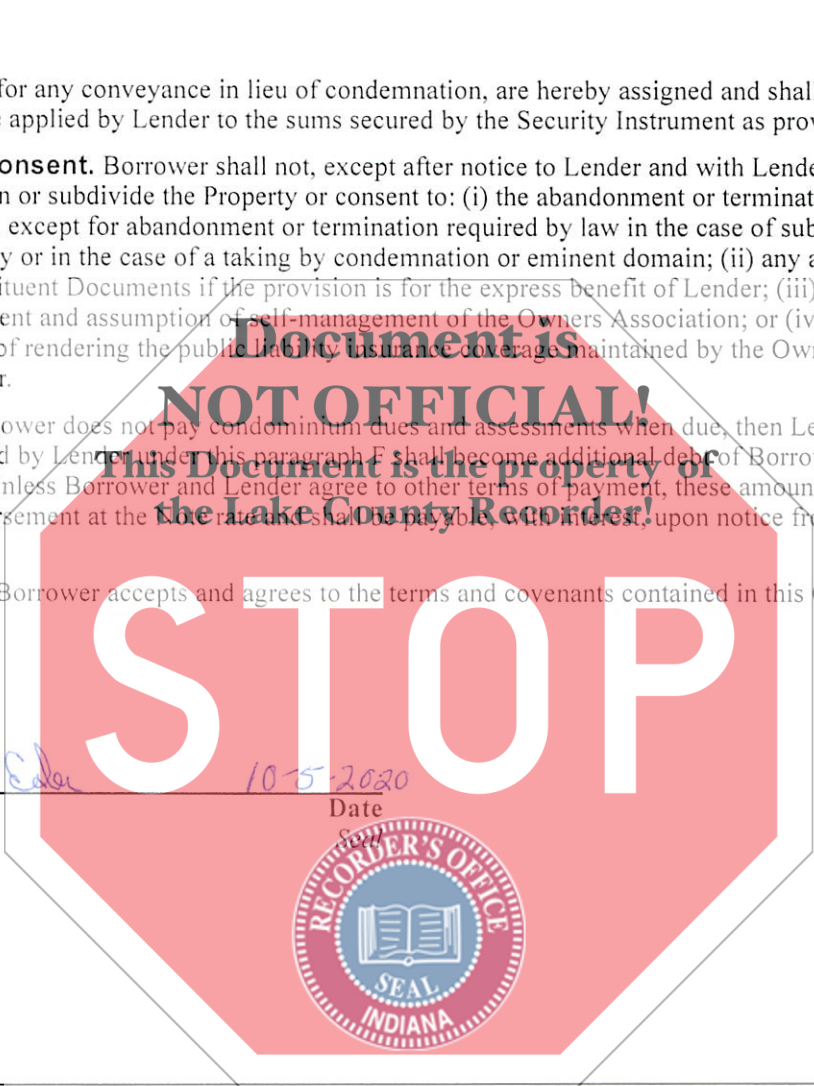 for any conveyance in lieu of condemnation, are hereby assigned and shal
applied by Lender to the sums secured by the Security Instrument as prov
onsent. Borrower shall not, except after notice to Lender and with Lende
n or subdivide the Property or consent to: (i) the abandonment or terminat
except for abandonment or termination required by law in the case of sub
y or in the case of a taking by condemnation or eminent domain; (ii) any a
ituent Documents if the provision is for the express benefit of Lender; (iii)
ent and assumption of self-management of the Owners Association; or (iv
Document is
of rendering the public liability insurance coverage maintained by the Own
r.
NOT OFFICIAL!
ower does not pay condominium dues and assessments when due, then Le
d by Lender under this paragraph F shall become additional debt of Borro
This Document is the property of
nless Borrower and Lender agree to other terms of payment, these amoun
rsement at the Note rate and shall be payable, with interest, upon notice fr
the Lake County Recorder!
Borrower accepts and agrees to the terms and covenants contained in this
STOP
10-5-2020
Date
Seal
RECORDER'S OFFICE
SEAL
INDIANA